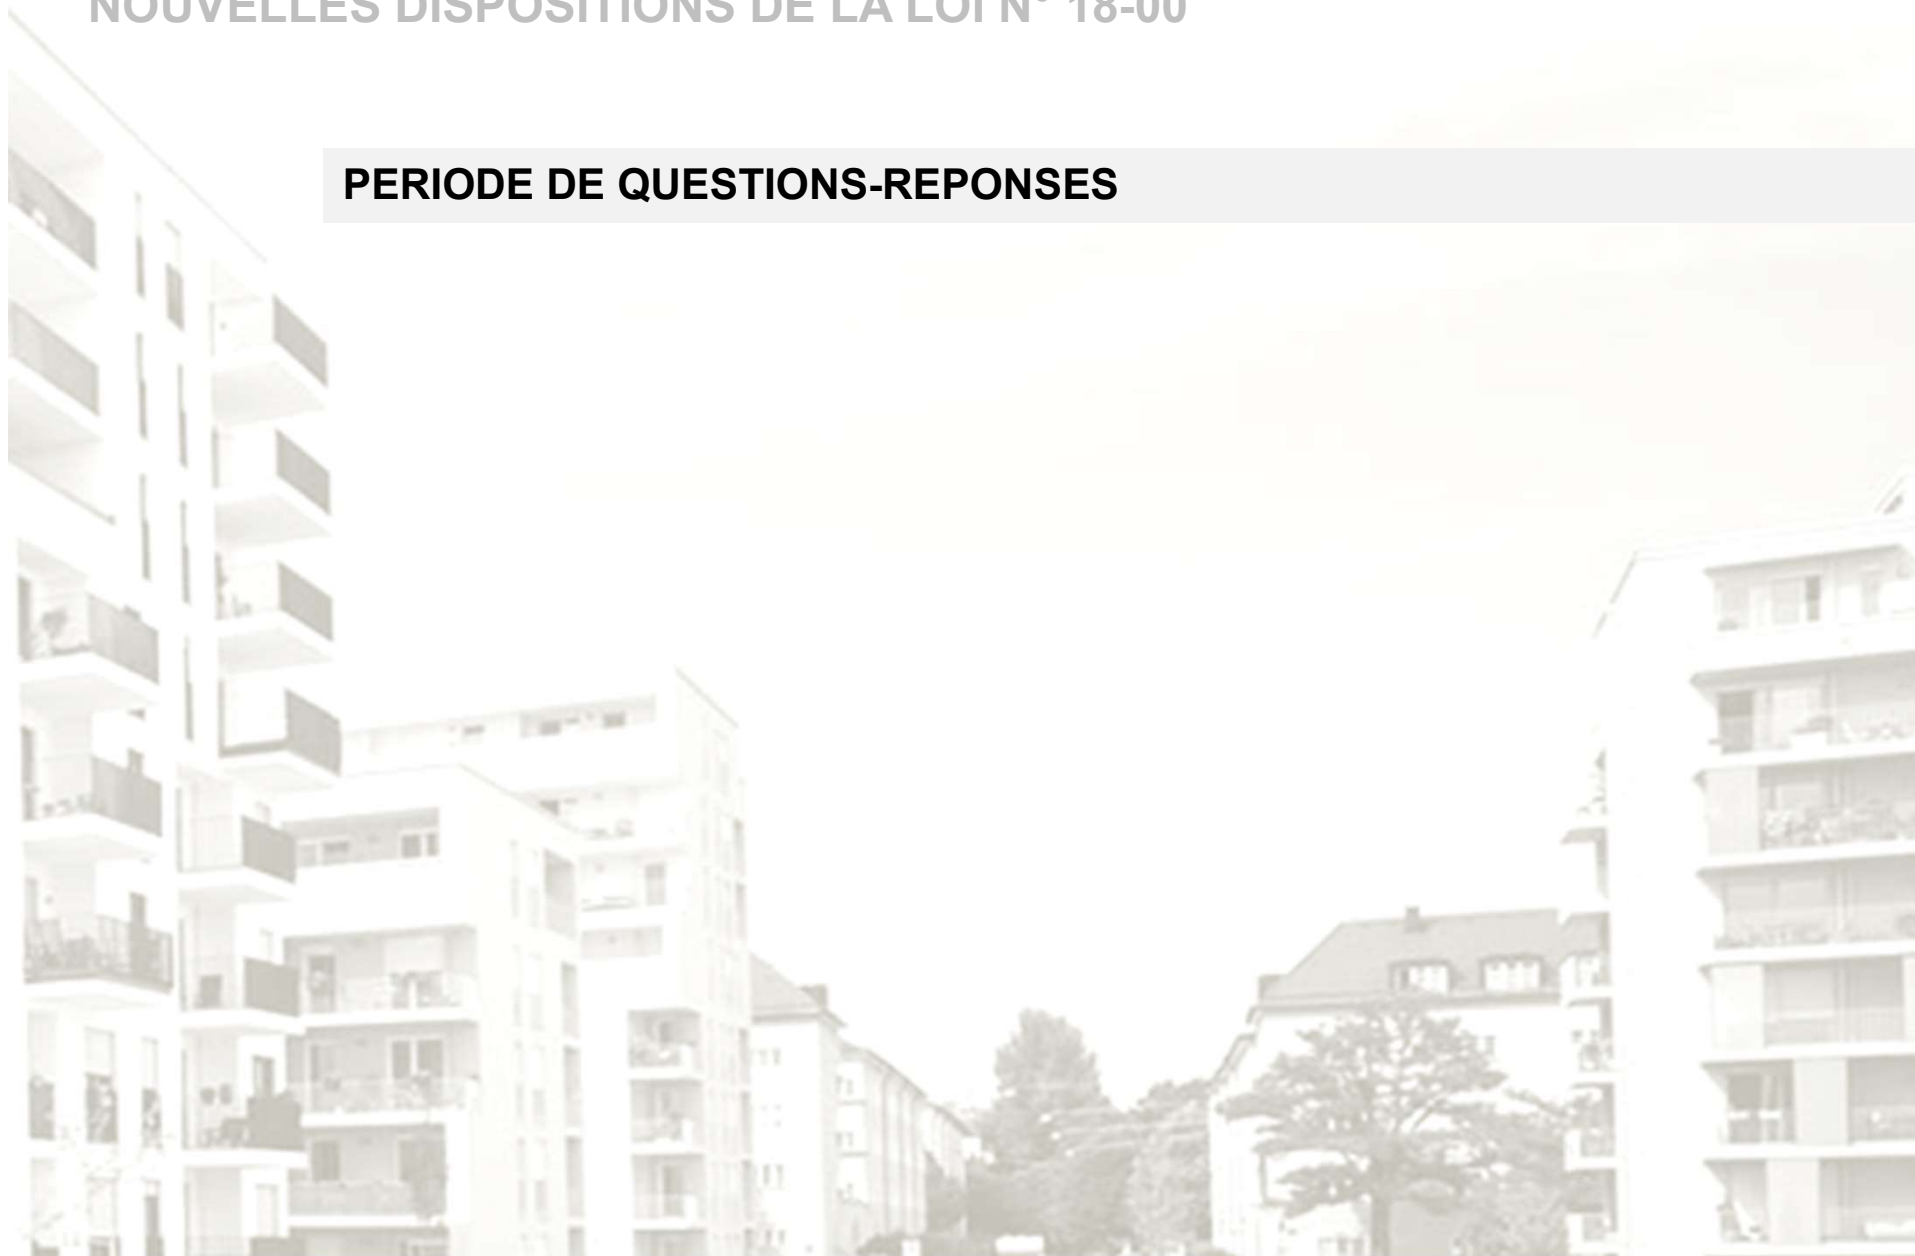 NOUVELLES DISPOSITIONS DE LA LOI N° 18-00
PERIODE DE QUESTIONS-REPONSES